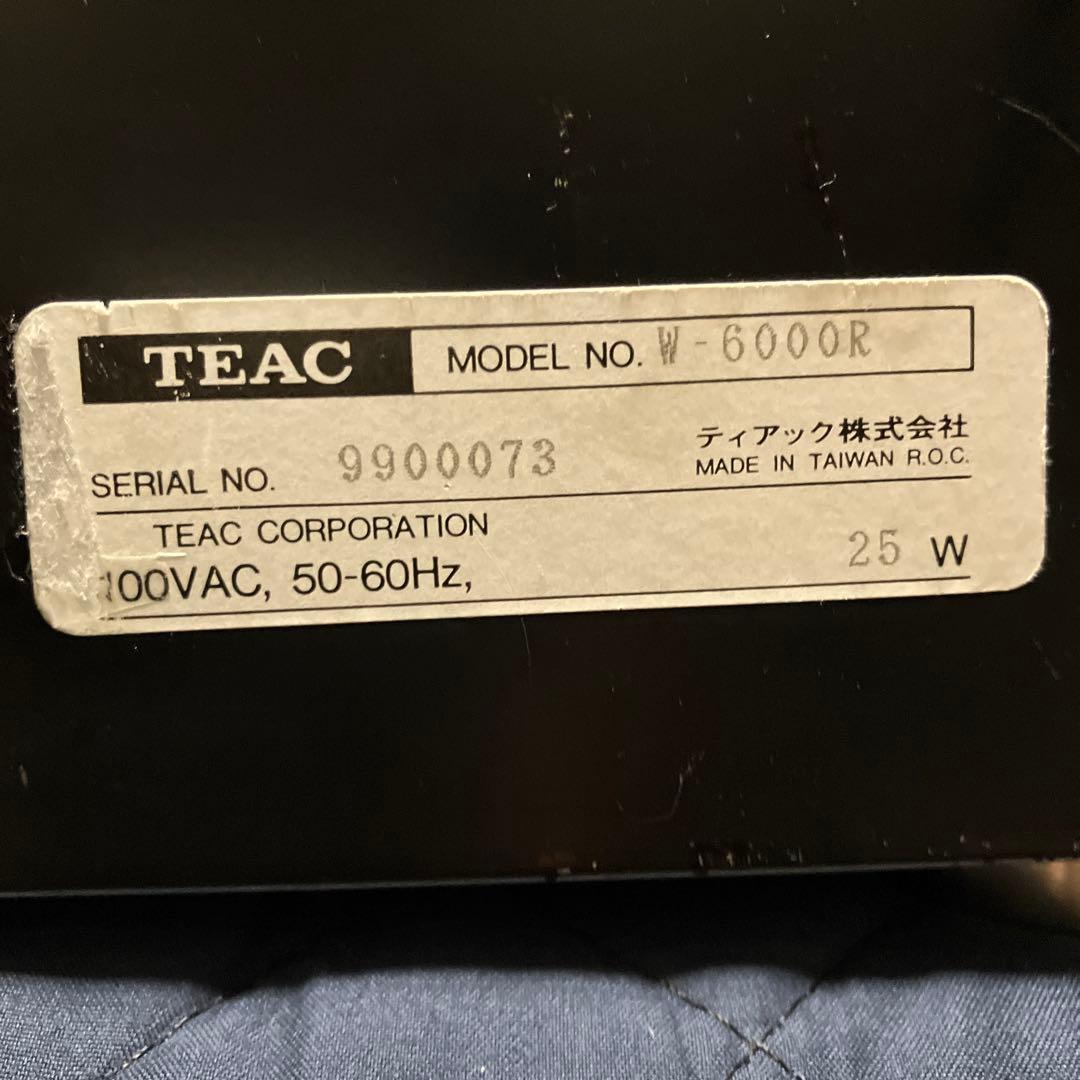 TEAC MODEL NO. W-6000R
ティアック株式会社
SERIAL NO. 9900073 MADE IN TAIWAN R.O.C.
TEAC CORPORATION
100VAC, 50-60Hz, 25 W